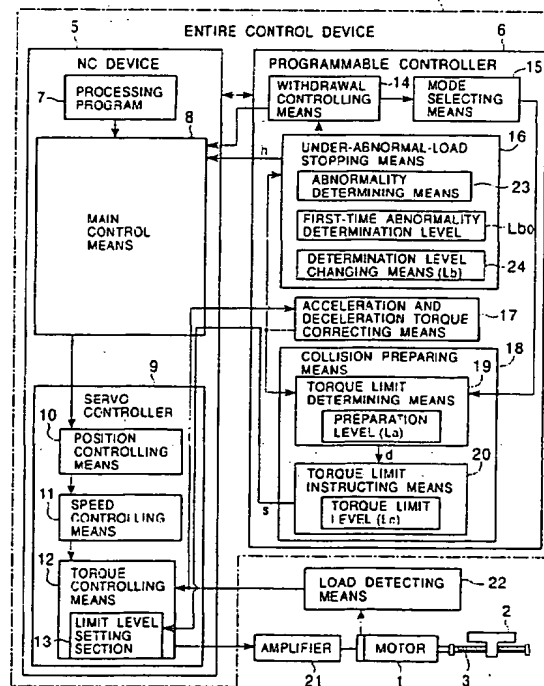 ENTIRE CONTROL DEVICE
5
NC DEVICE
7
PROCESSING
PROGRAM
8
MAIN
CONTROL
MEANS
9
SERVO
CONTROLLER
10
POSITION
CONTROLLING
MEANS
11
SPEED
CONTROLLING
MEANS
12
TORQUE
CONTROLLING
MEANS
13
LIMIT LEVEL
SETTING
SECTION
6
PROGRAMMABLE CONTROLLER
WITHDRAWAL
CONTROLLING
MEANS
14
MODE
SELECTING
MEANS
15
h
UNDER-ABNORMAL-LOAD
STOPPING MEANS
16
ABNORMALITY
DETERMINING MEANS
23
FIRST-TIME ABNORMALITY
DETERMINATION LEVEL
Lbo
DETERMINATION LEVEL
CHANGING MEANS (Lb)
24
ACCELERATION AND
DECELERATION TORQUE
CORRECTING MEANS
17
COLLISION PREPARING
MEANS
18
TORQUE LIMIT
DETERMINING MEANS
19
PREPARATION
LEVEL (La)
d
20
TORQUE LIMIT
INSTRUCTING MEANS
TORQUE LIMIT
LEVEL (Lc)
s
LOAD DETECTING
MEANS
22
AMPLIFIER
21
MOTOR
1
2
3